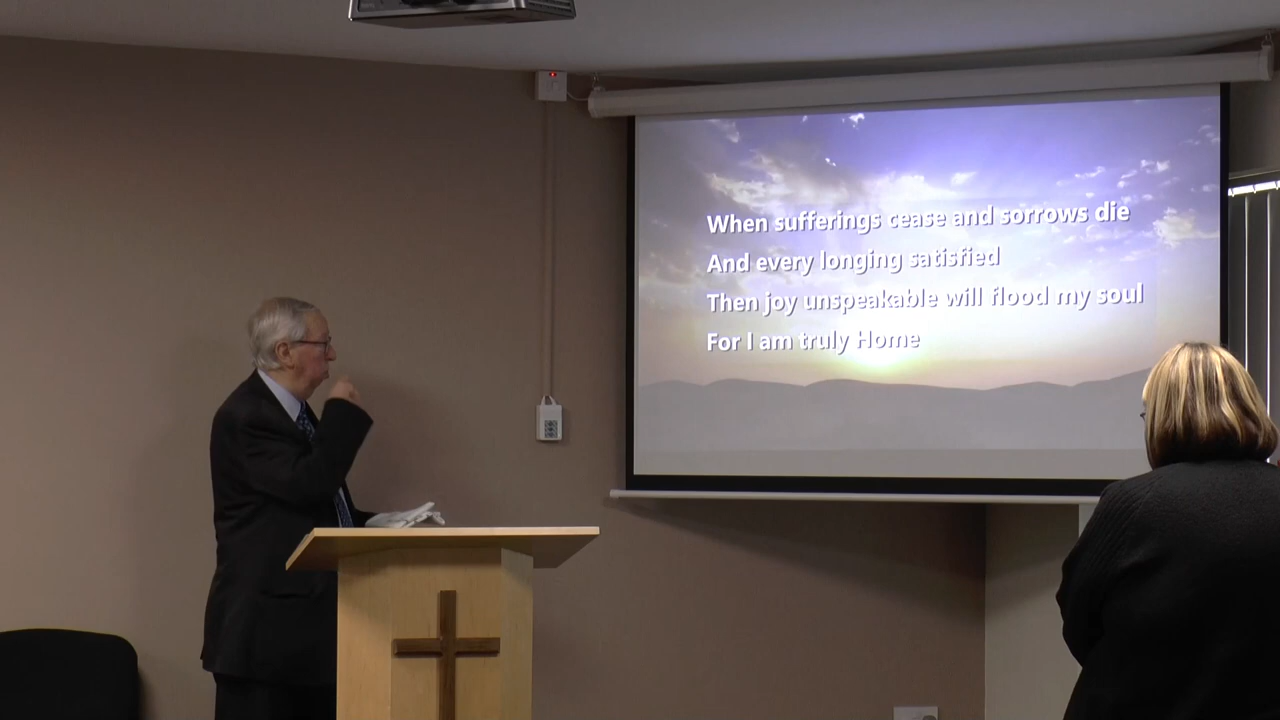 When sufferings cease and sorrows die
And every longing satisfied
Then joy unspeakable will flood my soul
For I am truly Home